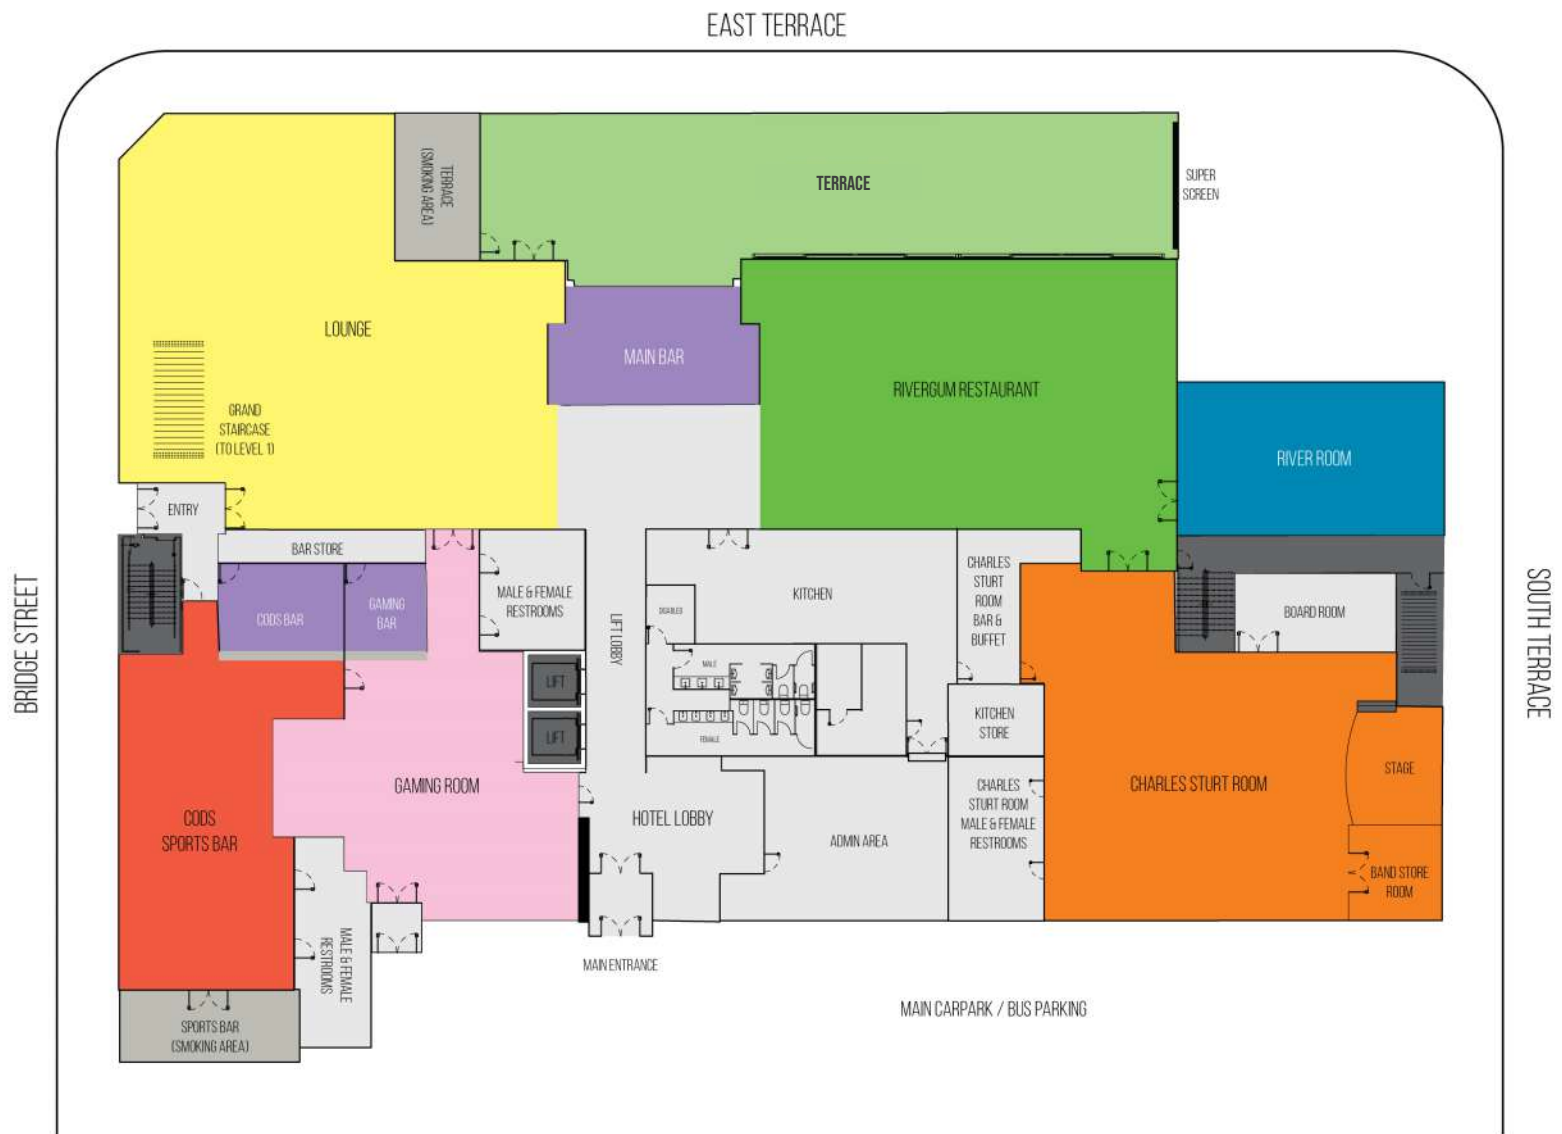 EAST TERRACE
TERRACE
(SMOKING AREA)
TERRACE
SUPER
SCREEN
LOUNGE
MAIN BAR
RIVERGUM RESTAURANT
GRAND
STAIRCASE
(TO LEVEL 1)
RIVER ROOM
ENTRY
BAR STORE
CODS BAR
GAMING
BAR
MALE & FEMALE
RESTROOMS
LIFT LOBBY
DISABLED
KITCHEN
CHARLES
STURT
ROOM
BAR &
BUFFET
BOARD ROOM
BRIDGE STREET
SOUTH TERRACE
MALE
FEMALE
LIFT
LIFT
KITCHEN
STORE
GAMING ROOM
CODS
SPORTS BAR
HOTEL LOBBY
ADMIN AREA
CHARLES
STURT ROOM
MALE & FEMALE
RESTROOMS
CHARLES STURT ROOM
STAGE
BAND STORE
ROOM
MALE & FEMALE
RESTROOMS
MAIN ENTRANCE
MAIN CARPARK / BUS PARKING
SPORTS BAR
(SMOKING AREA)